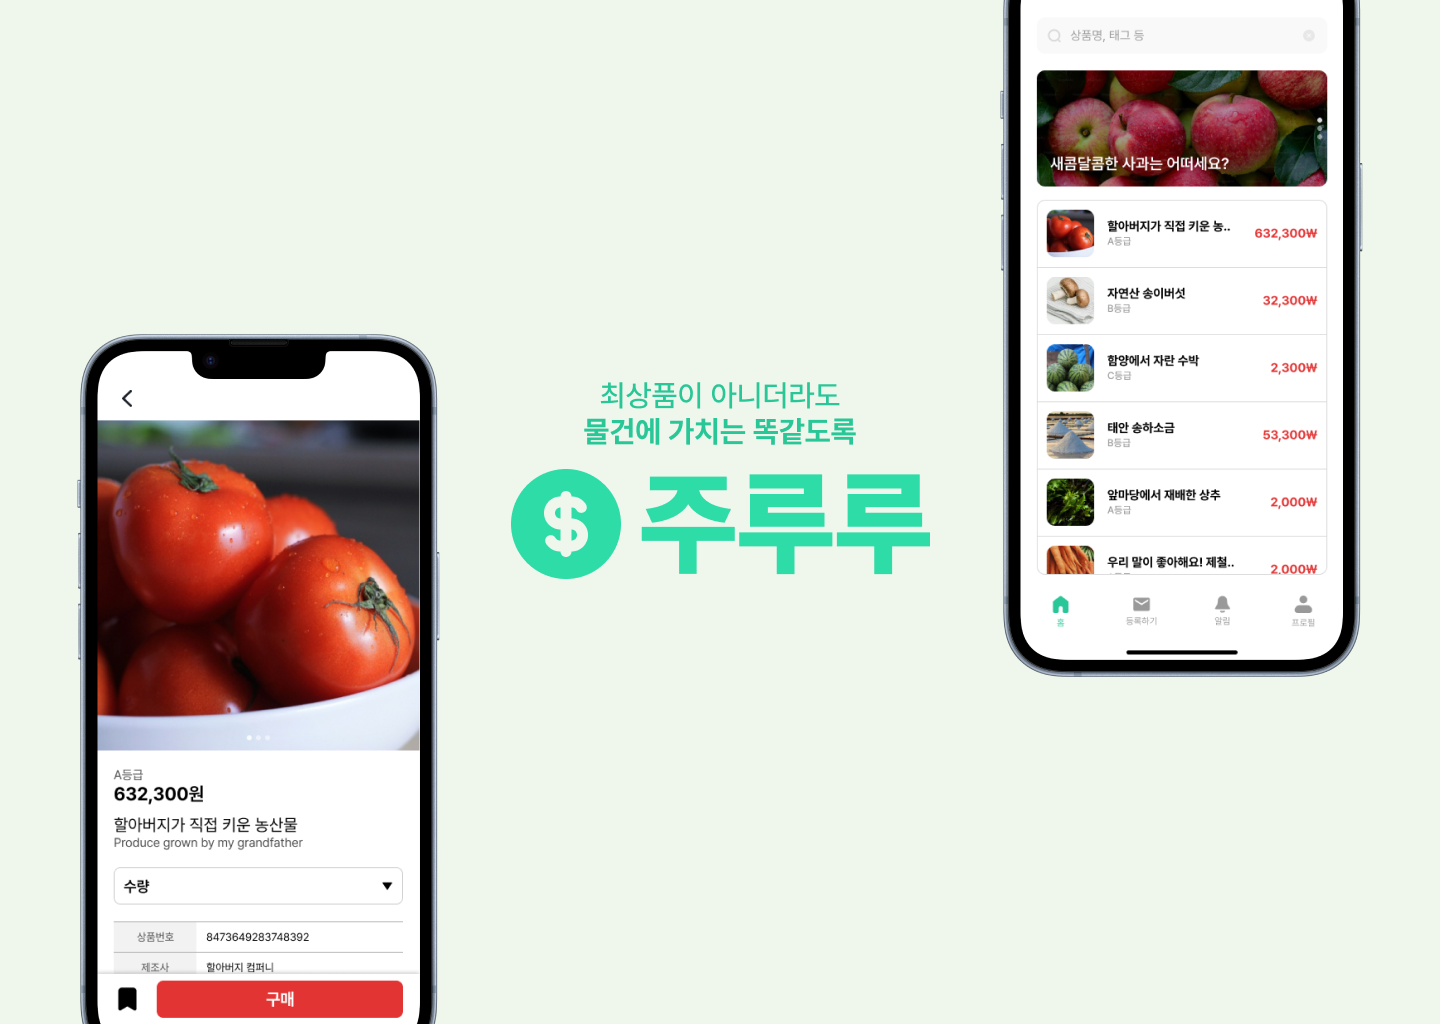 상품명, 태그 등
새콤달콤한 사과는 어떠세요?
할아버지가 직접 키운 농..
A등급
632,300₩
자연산 송이버섯
B등급
32,300₩
함양에서 자란 수박
C등급
2,300₩
태안 송하소금
B등급
53,300₩
앞마당에서 재배한 상추
A등급
2,000₩
우리 말이 좋아해요! 제철..
2,000₩
홈
등록하기
알림
프로필
최상품이 아니더라도
물건에 가치는 똑같도록
$ 주루루
A등급
632,300원
할아버지가 직접 키운 농산물
Produce grown by my grandfather
수량
상품번호 8473649283748392
제조사 할아버지 컴퍼니
구매